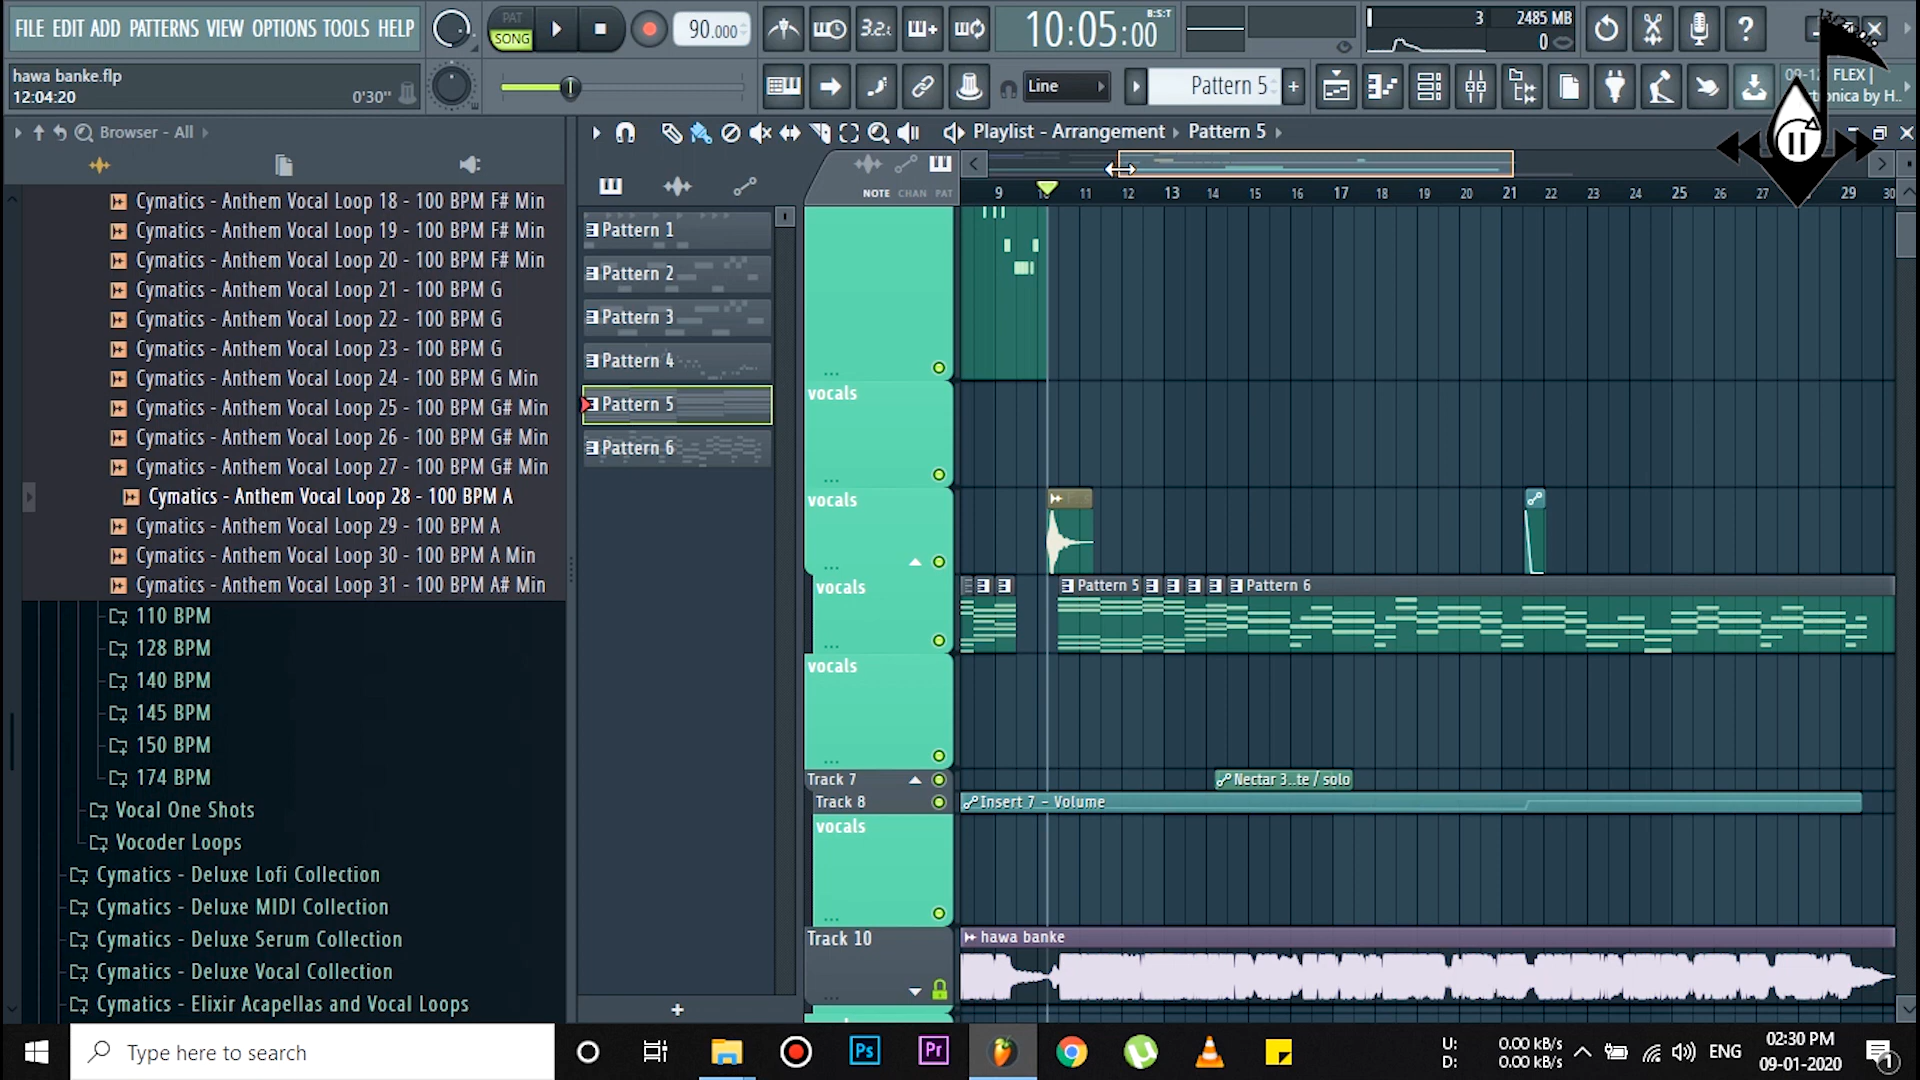 FILE EDIT ADD PATTERNS VIEW OPTIONS TOOLS HELP
PAT
SONG
90.000
3.2..
B:S:T
10:05:00
3
2485 MB
0
hawa banke.flp
12:04:20
0'30"
Line
Pattern 5
+
FLEX |
Browser - All
Playlist - Arrangement
Pattern 5
NOTE CHAN PAT
9 11 12 13 14 15 16 17 18 19 20 21 22 23 24 25 26 27 28 29 30
Cymatics - Anthem Vocal Loop 18 - 100 BPM F# Min
Cymatics - Anthem Vocal Loop 19 - 100 BPM F# Min
Cymatics - Anthem Vocal Loop 20 - 100 BPM F# Min
Cymatics - Anthem Vocal Loop 21 - 100 BPM G
Cymatics - Anthem Vocal Loop 22 - 100 BPM G
Cymatics - Anthem Vocal Loop 23 - 100 BPM G
Cymatics - Anthem Vocal Loop 24 - 100 BPM G Min
Cymatics - Anthem Vocal Loop 25 - 100 BPM G# Min
Cymatics - Anthem Vocal Loop 26 - 100 BPM G# Min
Cymatics - Anthem Vocal Loop 27 - 100 BPM G# Min
Cymatics - Anthem Vocal Loop 28 - 100 BPM A
Cymatics - Anthem Vocal Loop 29 - 100 BPM A
Cymatics - Anthem Vocal Loop 30 - 100 BPM A Min
Cymatics - Anthem Vocal Loop 31 - 100 BPM A# Min
110 BPM
128 BPM
140 BPM
145 BPM
150 BPM
174 BPM
Vocal One Shots
Vocoder Loops
Cymatics - Deluxe Lofi Collection
Cymatics - Deluxe MIDI Collection
Cymatics - Deluxe Serum Collection
Cymatics - Deluxe Vocal Collection
Cymatics - Elixir Acapellas and Vocal Loops
Pattern 1
Pattern 2
Pattern 3
Pattern 4
Pattern 5
Pattern 6
+
vocals
vocals
vocals
Pattern 5
Pattern 6
vocals
Track 7
Nectar 3..te / solo
Track 8
Insert 7 - Volume
vocals
Track 10
hawa banke
Type here to search
Ps
Pr
U: 0.00 kB/s
D: 0.00 kB/s
ENG
02:30 PM
09-01-2020
1